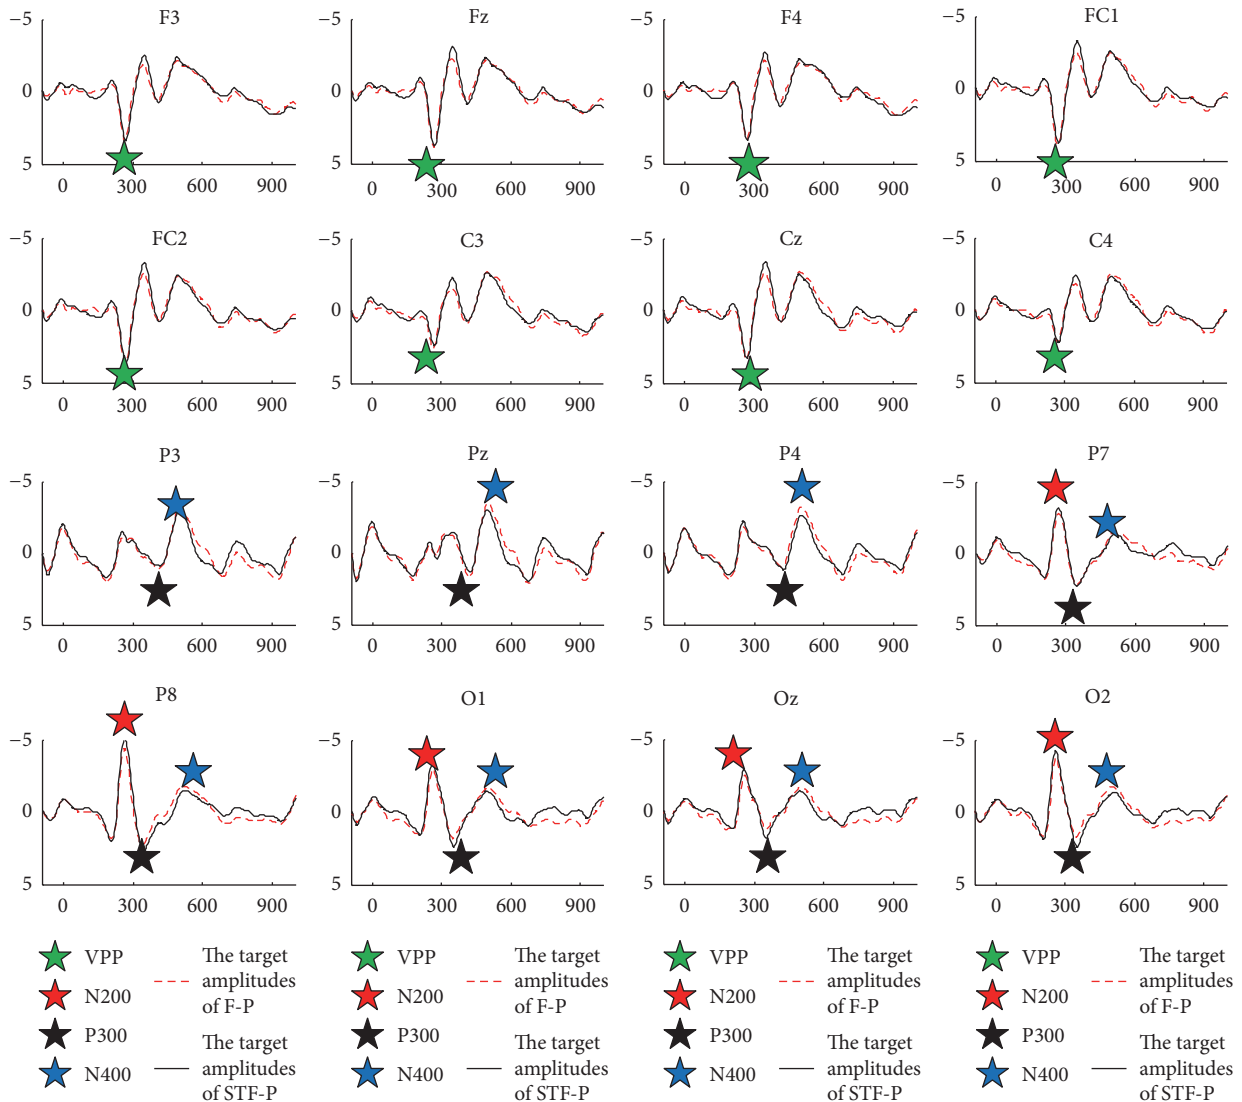 F3
Fz
F4
FC1
−5
−5
−5
−5
0
0
0
0
5
5
5
5
0 300 600 900
0 300 600 900
0 300 600 900
0 300 600 900
FC2
C3
Cz
C4
−5
−5
−5
−5
0
0
0
0
5
5
5
5
0 300 600 900
0 300 600 900
0 300 600 900
0 300 600 900
P3
Pz
P4
P7
−5
−5
−5
−5
0
0
0
0
5
5
5
5
0 300 600 900
0 300 600 900
0 300 600 900
0 300 600 900
P8
O1
Oz
O2
−5
−5
−5
−5
0
0
0
0
5
5
5
5
0 300 600 900
0 300 600 900
0 300 600 900
0 300 600 900
VPP
N200
P300
N400
The target
amplitudes
of F-P
The target
amplitudes
of STF-P
VPP
N200
P300
N400
The target
amplitudes
of F-P
The target
amplitudes
of STF-P
VPP
N200
P300
N400
The target
amplitudes
of F-P
The target
amplitudes
of STF-P
VPP
N200
P300
N400
The target
amplitudes
of F-P
The target
amplitudes
of STF-P